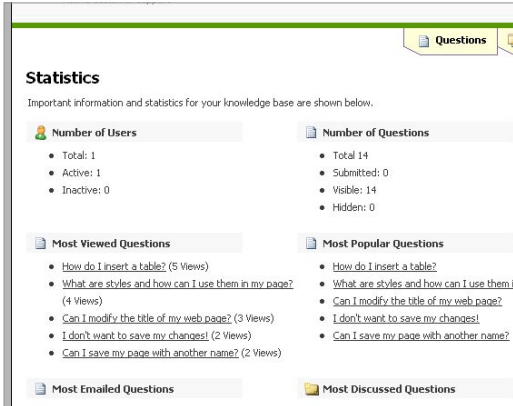 Questions
Statistics
Important information and statistics for your knowledge base are shown below.
Number of Users
Total: 1
Active: 1
Inactive: 0
Number of Questions
Total 14
Submitted: 0
Visible: 14
Hidden: 0
Most Viewed Questions
How do I insert a table? (5 Views)
What are styles and how can I use them in my page?
(4 Views)
Can I modify the title of my web page? (3 Views)
I don't want to save my changes! (2 Views)
Can I save my page with another name? (2 Views)
Most Popular Questions
How do I insert a table?
What are styles and how can I use them
Can I modify the title of my web page?
I don't want to save my changes!
Can I save my page with another name?
Most Emailed Questions
Most Discussed Questions